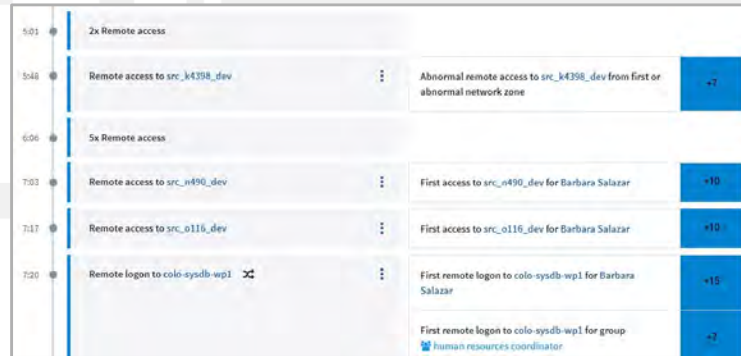 5:01 2x Remote access
5:48 Remote access to src_k4398_dev Abnormal remote access to src_k4398_dev from first or +7
abnormal network zone
6:06 5x Remote access
7:03 Remote access to src_n490_dev First access to src_n490_dev for Barbara Salazar +10
7:17 Remote access to src_o116_dev First access to src_o116_dev for Barbara Salazar +10
7:20 Remote logon to colo-sysdb-wp1 First remote logon to colo-sysdb-wp1 for Barbara +15
Salazar
First remote logon to colo-sysdb-wp1 for group
human resources coordinator